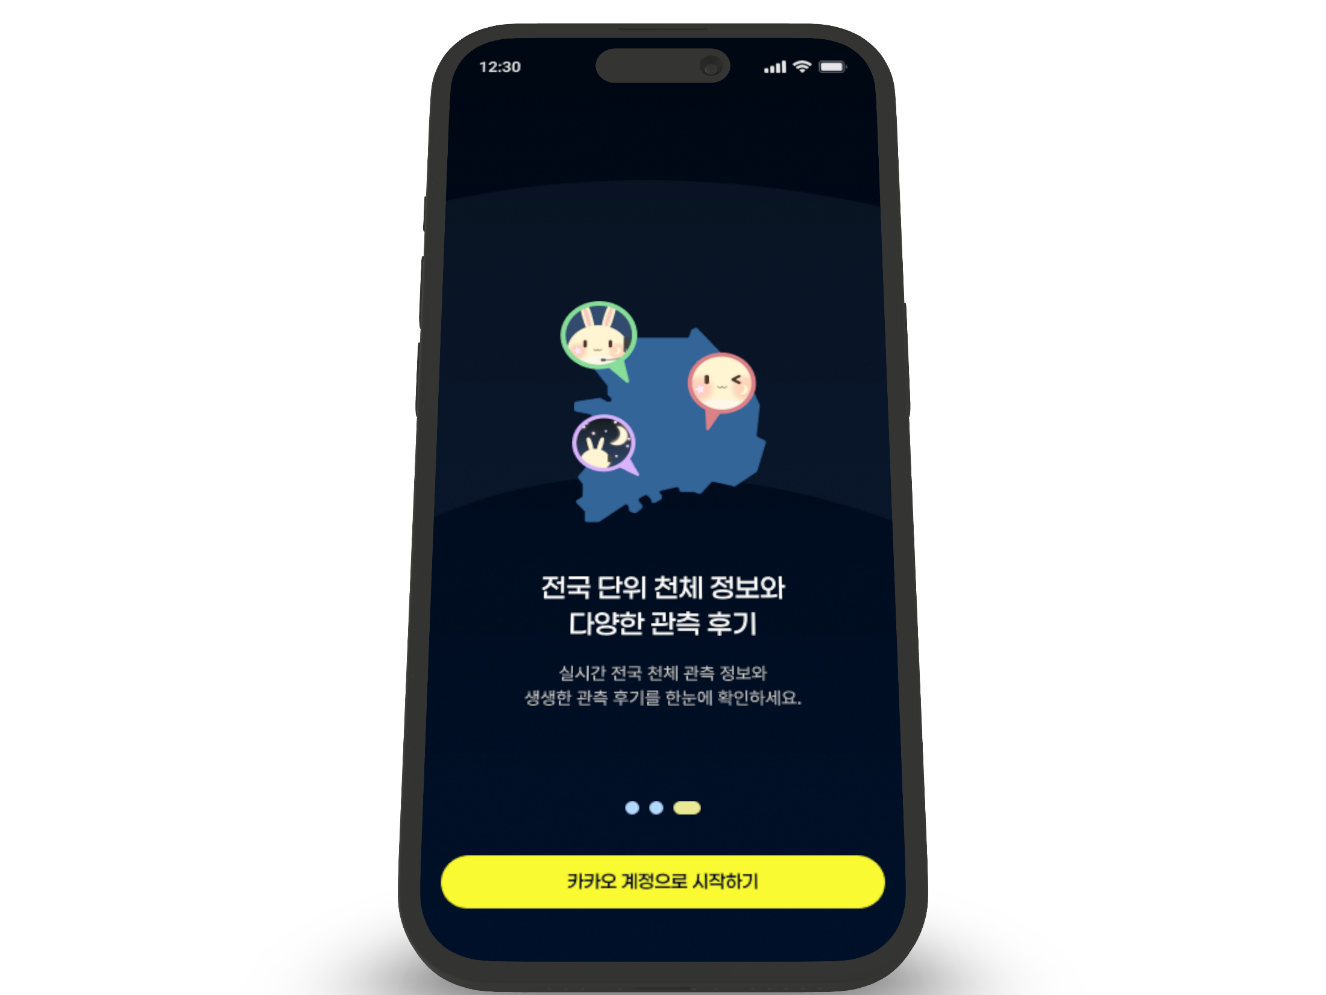 12:30
전국 단위 천체 정보와
다양한 관측 후기
실시간 전국 천체 관측 정보와
생생한 관측 후기를 한눈에 확인하세요.
카카오 계정으로 시작하기